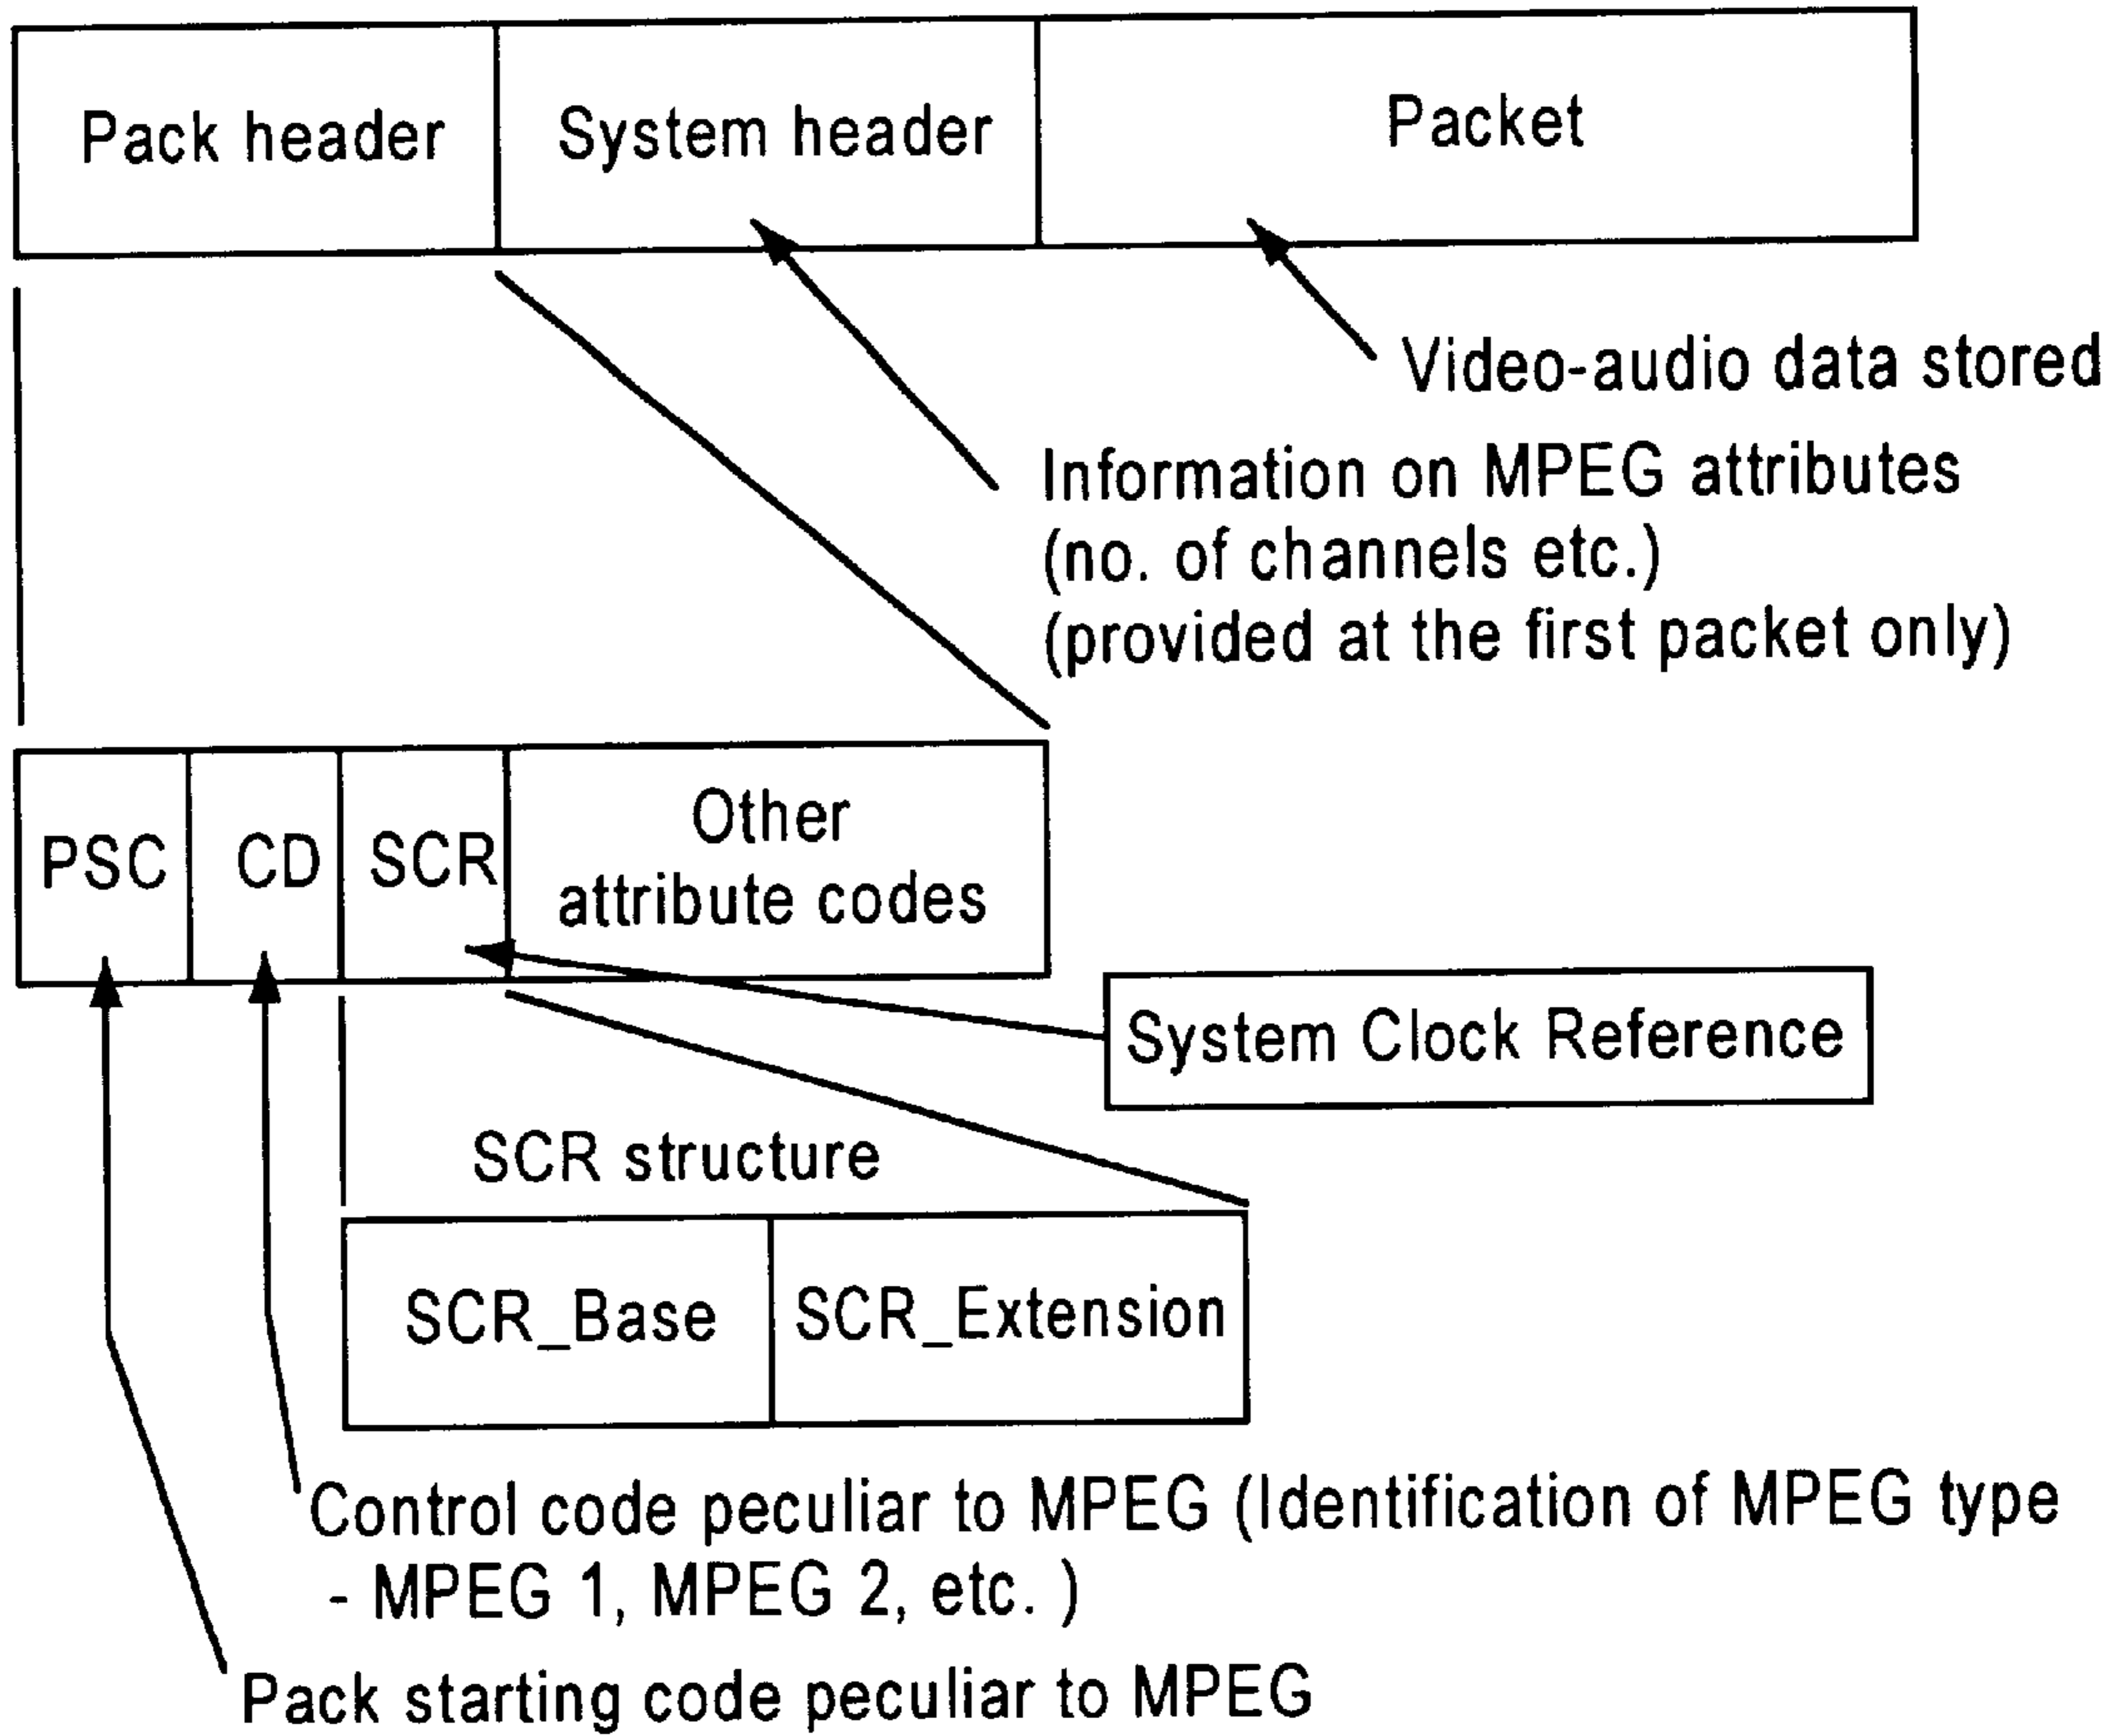 Pack header
System header
Packet
Video-audio data stored
Information on MPEG attributes
(no. of channels etc.)
(provided at the first packet only)
PSC
CD
SCR
Other
attribute codes
System Clock Reference
SCR structure
SCR_Base
SCR_Extension
Control code peculiar to MPEG (Identification of MPEG type
- MPEG 1, MPEG 2, etc. )
Pack starting code peculiar to MPEG